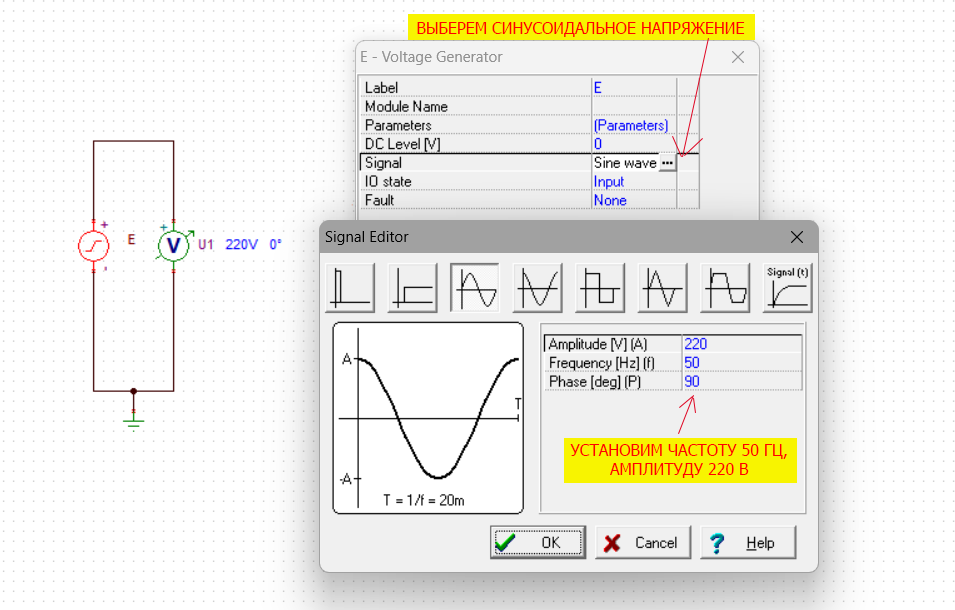 ВЫБЕРЕМ СИНУСОИДАЛЬНОЕ НАПРЯЖЕНИЕ
E - Voltage Generator
Label E
Module Name
Parameters (Parameters)
DC Level [V] 0
Signal Sine wave ...
IO state Input
Fault None
+ + E V U1 220V 0°
Signal Editor
Signal (t)
Amplitude [V] (A) 220
Frequency [Hz] (f) 50
Phase [deg] (P) 90
A
T
-A
T = 1/f = 20m
УСТАНОВИМ ЧАСТОТУ 50 ГЦ,
АМПЛИТУДУ 220 В
OK Cancel ? Help